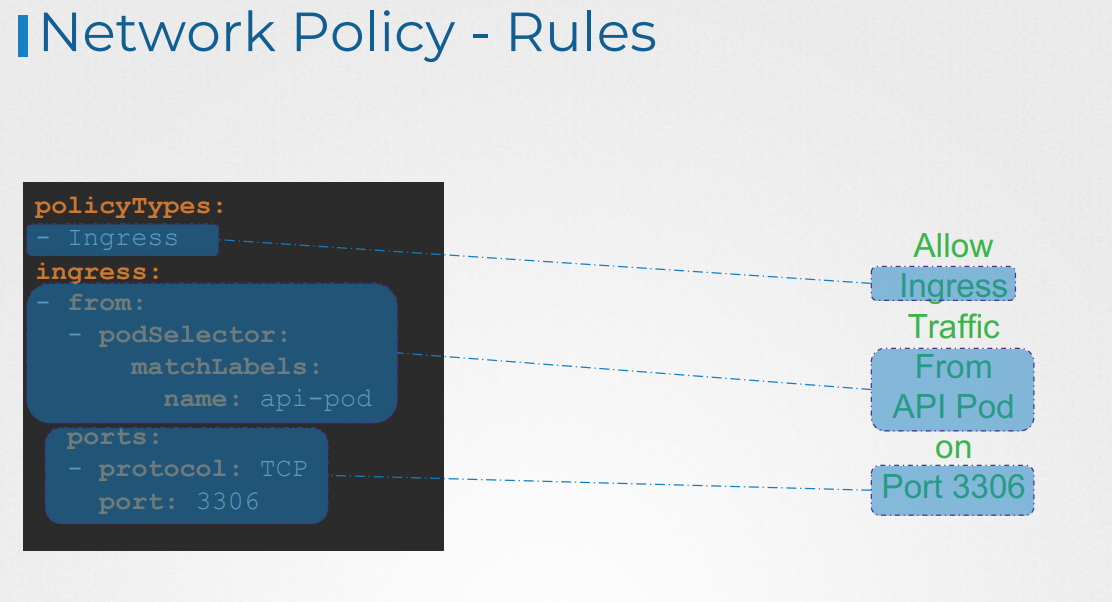 Network Policy - Rules
policyTypes:
- Ingress
ingress:
- from:
  - podSelector:
      matchLabels:
        name: api-pod
  ports:
  - protocol: TCP
    port: 3306
Allow
Ingress
Traffic
From
API Pod
on
Port 3306